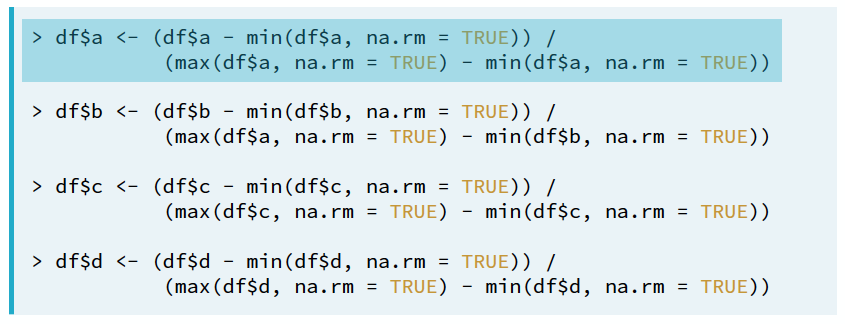 > df$a <- (df$a - min(df$a, na.rm = TRUE)) /
(max(df$a, na.rm = TRUE) - min(df$a, na.rm = TRUE))
> df$b <- (df$b - min(df$b, na.rm = TRUE)) /
(max(df$a, na.rm = TRUE) - min(df$b, na.rm = TRUE))
> df$c <- (df$c - min(df$c, na.rm = TRUE)) /
(max(df$c, na.rm = TRUE) - min(df$c, na.rm = TRUE))
> df$d <- (df$d - min(df$d, na.rm = TRUE)) /
(max(df$d, na.rm = TRUE) - min(df$d, na.rm = TRUE))